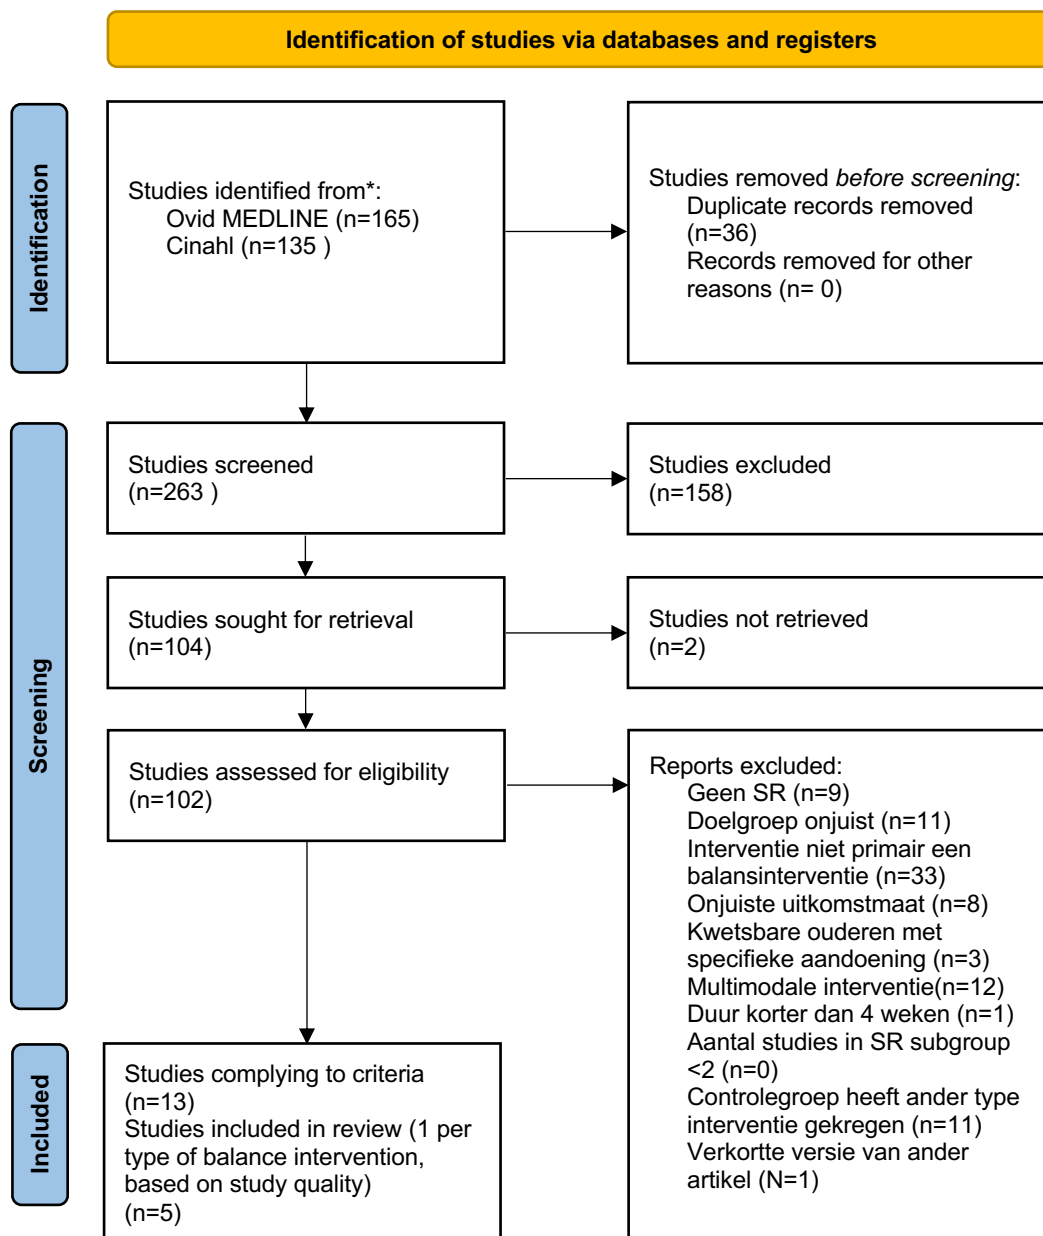 Identification of studies via databases and registers
Identification
Studies identified from*:
Ovid MEDLINE (n=165)
Cinahl (n=135 )
Studies removed before screening:
Duplicate records removed
(n=36)
Records removed for other
reasons (n= 0)
Screening
Studies screened
(n=263 )
Studies excluded
(n=158)
Studies sought for retrieval
(n=104)
Studies not retrieved
(n=2)
Studies assessed for eligibility
(n=102)
Reports excluded:
Geen SR (n=9)
Doelgroep onjuist (n=11)
Interventie niet primair een
balansinterventie (n=33)
Onjuiste uitkomstmaat (n=8)
Kwetsbare ouderen met
specifieke aandoening (n=3)
Multimodale interventie(n=12)
Duur korter dan 4 weken (n=1)
Aantal studies in SR subgroup
<2 (n=0)
Controlegroep heeft ander type
interventie gekregen (n=11)
Verkortte versie van ander
artikel (N=1)
Included
Studies complying to criteria
(n=13)
Studies included in review (1 per
type of balance intervention,
based on study quality)
(n=5)